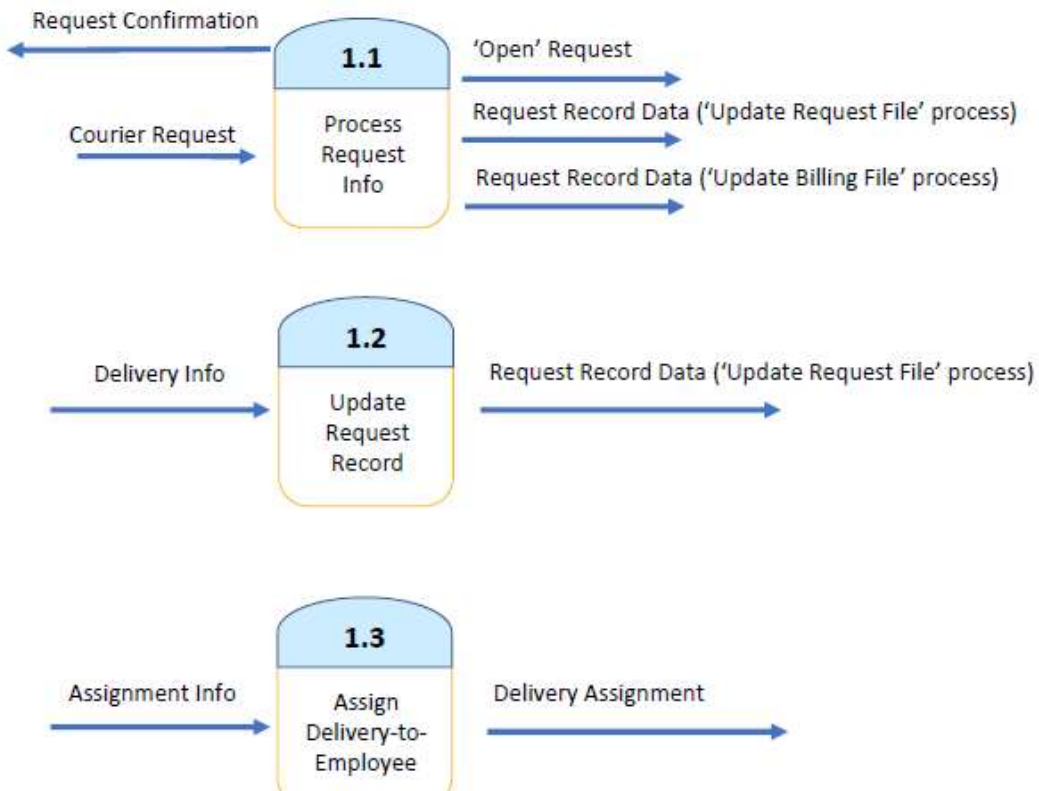 Request Confirmation
1.1
‘Open’ Request
Request Record Data (‘Update Request File’ process)
Courier Request
Process
Request
Info
Request Record Data (‘Update Billing File’ process)
1.2
Delivery Info
Request Record Data (‘Update Request File’ process)
Update
Request
Record
1.3
Assignment Info
Delivery Assignment
Assign
Delivery-to-
Employee